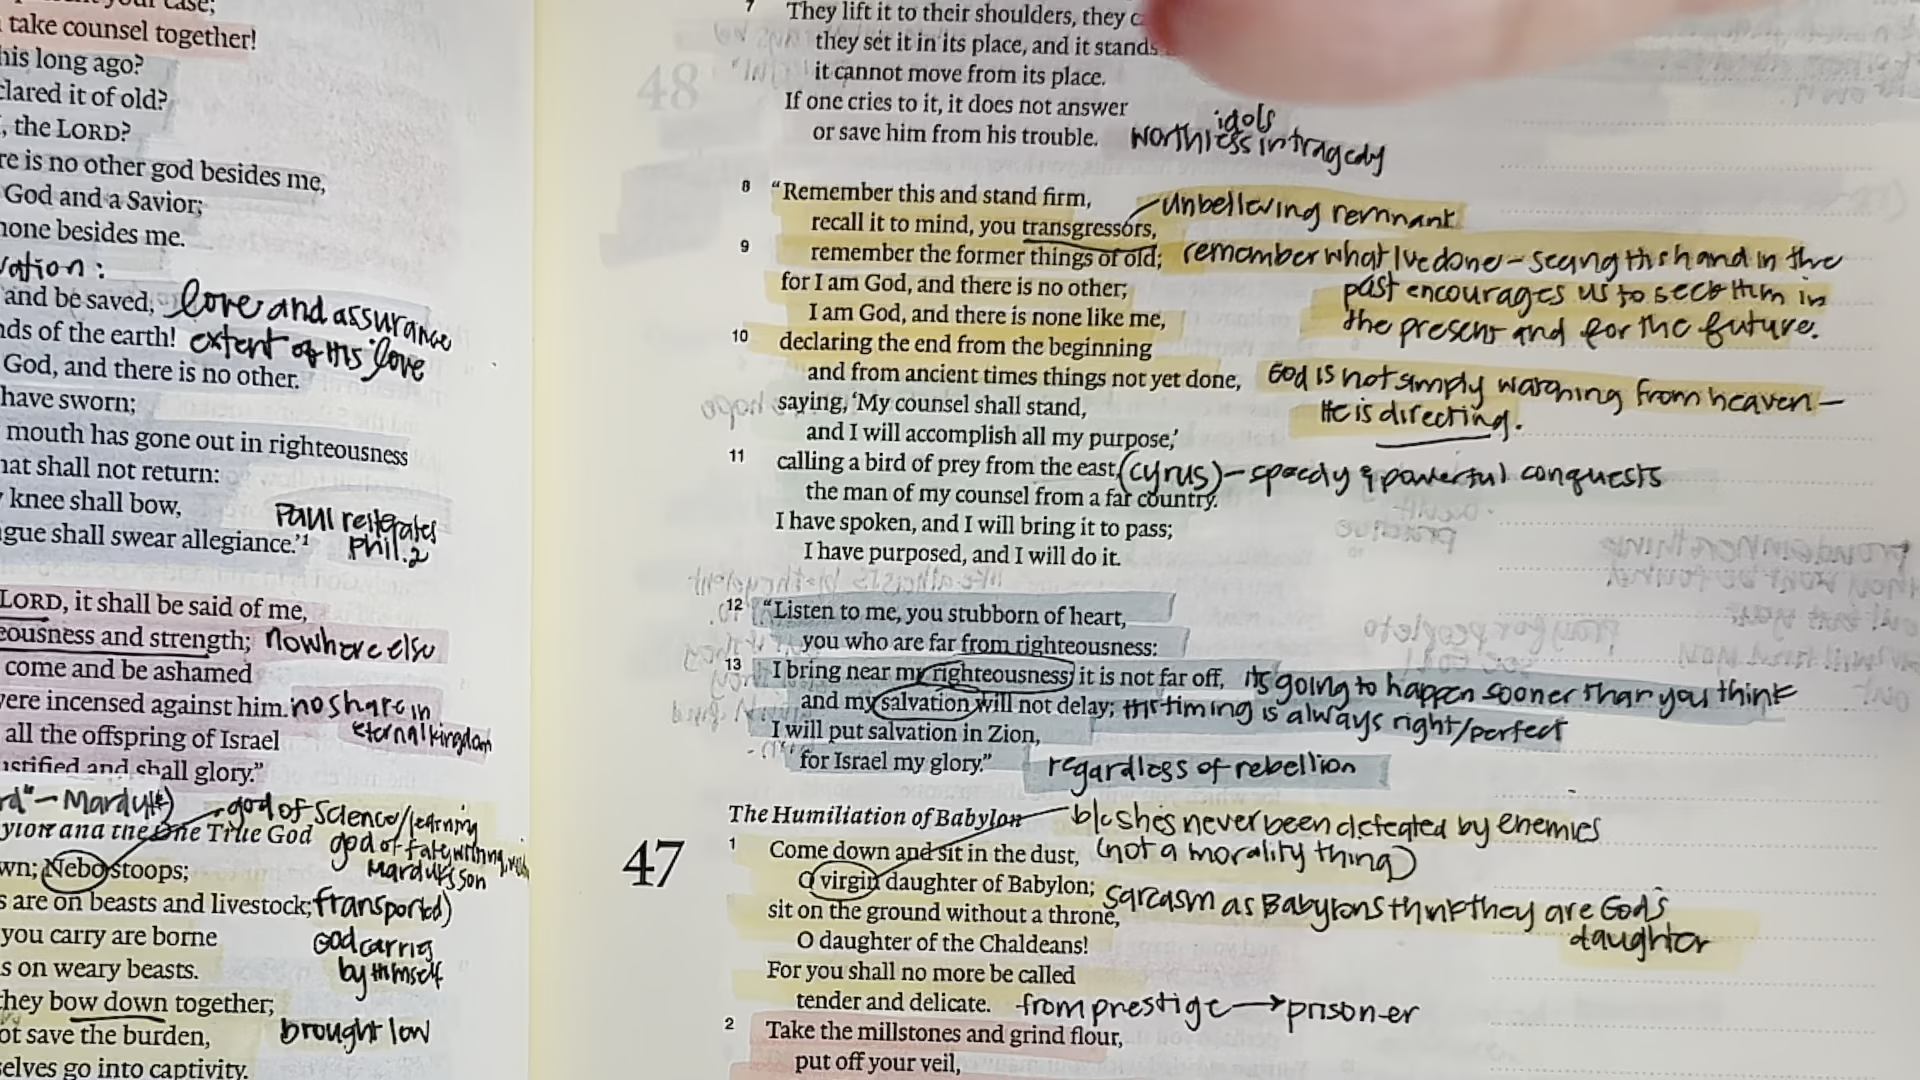 take counsel together!
his long ago?
clared it of old?
, the LORD?
re is no other god besides me,
God and a Savior;
none besides me.
vation:
and be saved, love and assurance
nds of the earth! extent of His love
God, and there is no other.
have sworn;
mouth has gone out in righteousness
hat shall not return:
knee shall bow,
Paul reiterates
gue shall swear allegiance.'1 Phil. 2
LORD, it shall be said of me,
eousness and strength; nowhere else
come and be ashamed
were incensed against him. no share in
eternal kingdom
all the offspring of Israel
ustified and shall glory."
god of science/learning
and the One True God god of fate, writing
Marduk's son
wn; Nebo stoops;
s are on beasts and livestock; (transported)
you carry are borne
God carries
s on weary beasts. by Himself
they bow down together;
ot save the burden, brought low
selves go into captivity.
7 They lift it to their shoulders, they
they set it in its place, and it stands
48
it cannot move from its place.
If one cries to it, it does not answer
idols
or save him from his trouble. worthless in tragedy
8 "Remember this and stand firm,
unbelieving remnant
recall it to mind, you transgressors,
9 remember the former things of old; remember what I've done - seeing His hand in the
for I am God, and there is no other; past encourages us to seek Him in
I am God, and there is none like me, the present and for the future.
10 declaring the end from the beginning
and from ancient times things not yet done, God is not simply watching from heaven —
saying, 'My counsel shall stand, He is directing.
and I will accomplish all my purpose,'
11 calling a bird of prey from the east, (Cyrus) - speedy & powerful conquests
the man of my counsel from a far country.
I have spoken, and I will bring it to pass;
I have purposed, and I will do it.
12 "Listen to me, you stubborn of heart,
you who are far from righteousness:
13 I bring near my righteousness; it is not far off, its going to happen sooner than you think
and my salvation will not delay; His timing is always right/perfect
I will put salvation in Zion,
for Israel my glory." regardless of rebellion
The Humiliation of Babylon never been defeated by enemies
47
1 Come down and sit in the dust, (not a morality thing)
O virgin daughter of Babylon; sarcasm as Babylons think they are Gods
sit on the ground without a throne, daughter
O daughter of the Chaldeans!
For you shall no more be called
tender and delicate. from prestige → prisoner
2 Take the millstones and grind flour,
put off your veil,